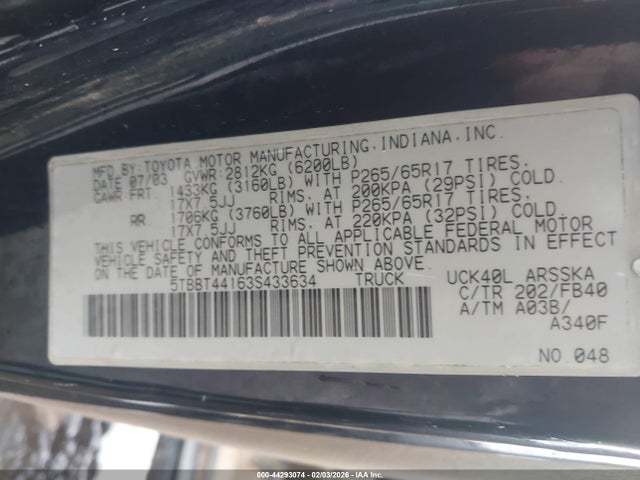 MFD.BY:TOYOTA MOTOR MANUFACTURING.INDIANA.INC.
DATE 07/03 GVWR:2812KG (6200LB)
GAWR FRT. 1433KG (3160LB) WITH P265/65R17 TIRES.
17X7.5JJ RIMS. AT 200KPA (29PSI) COLD.
RR. 1706KG (3760LB) WITH P265/65R17 TIRES.
17X7.5JJ RIMS. AT 220KPA (32PSI) COLD.
THIS VEHICLE CONFORMS TO ALL APPLICABLE FEDERAL MOTOR
VEHICLE SAFETY AND THEFT PREVENTION STANDARDS IN EFFECT
ON THE DATE OF MANUFACTURE SHOWN ABOVE.
5TBBT44163S433634 TRUCK
UCK40L ARSSKA
C/TR 202/FB40
A/TM A03B/
A340F
NO.048
000-44293074 - 02/03/2026 - IAA Inc.